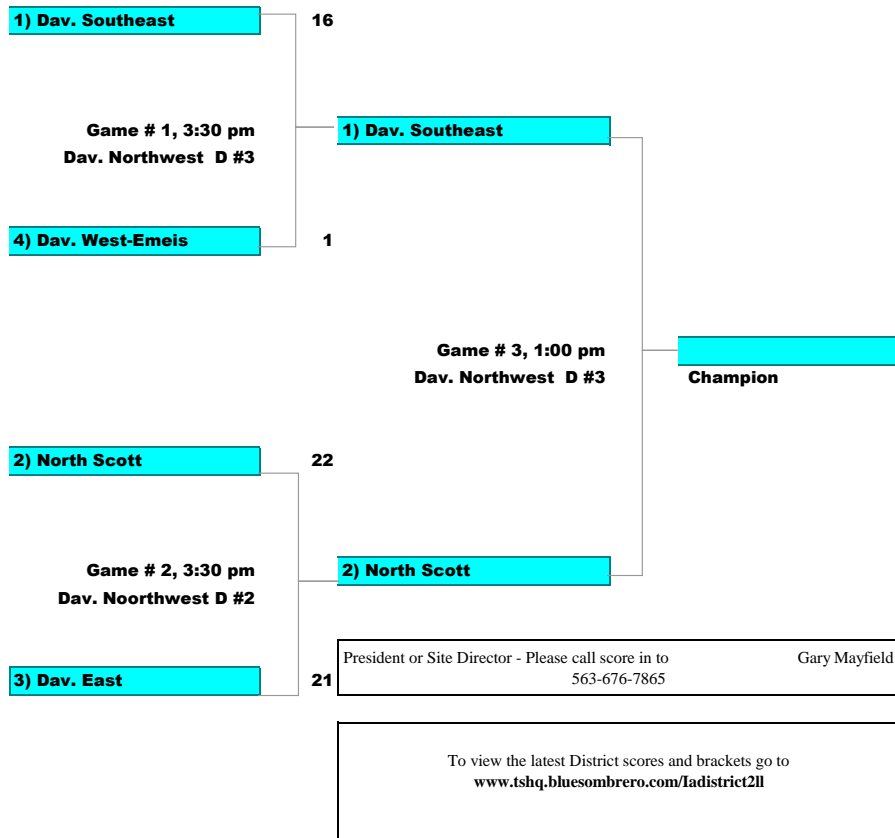 1) Dav. Southeast 16
Game # 1, 3:30 pm
Dav. Northwest D #3
1) Dav. Southeast
4) Dav. West-Emeis 1
Game # 3, 1:00 pm
Dav. Northwest D #3
Champion
2) North Scott 22
Game # 2, 3:30 pm
Dav. Noorthwest D #2
2) North Scott
3) Dav. East 21
President or Site Director - Please call score in to Gary Mayfield
563-676-7865
To view the latest District scores and brackets go to
www.tshq.bluesombrero.com/Iadistrict2ll